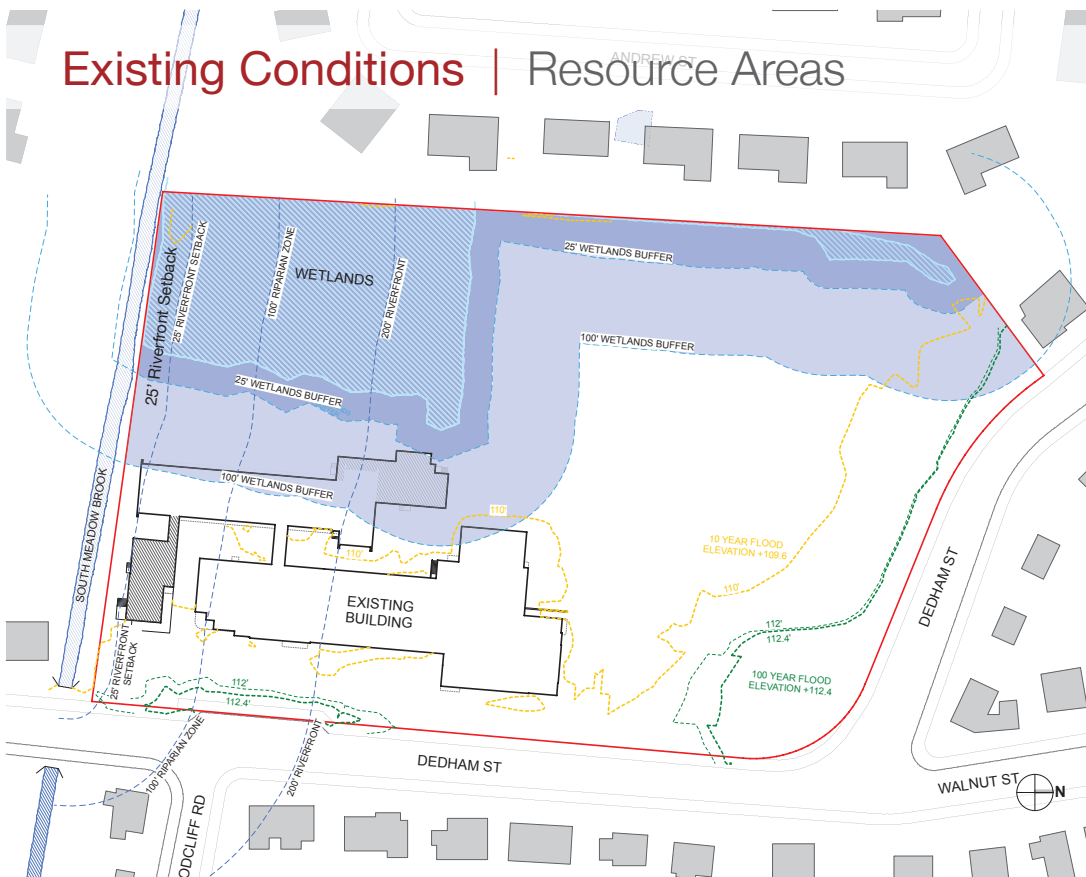 ANDREW ST
Existing Conditions | Resource Areas
25' RIVERFRONT SETBACK
25' Riverfront Setback
100' RIPARIAN ZONE
200' RIVERFRONT
WETLANDS
25' WETLANDS BUFFER
100' WETLANDS BUFFER
25' WETLANDS BUFFER
100' WETLANDS BUFFER
SOUTH MEADOW BROOK
110'
110'
10 YEAR FLOOD
ELEVATION +109.6
110'
EXISTING
BUILDING
112'
112.4'
100 YEAR FLOOD
ELEVATION +112.4
DEDHAM ST
25' RIVERFRONT
SETBACK
112'
112.4'
100' RIPARIAN ZONE
200' RIVERFRONT
DEDHAM ST
WALNUT ST
N
ODCLIFF RD